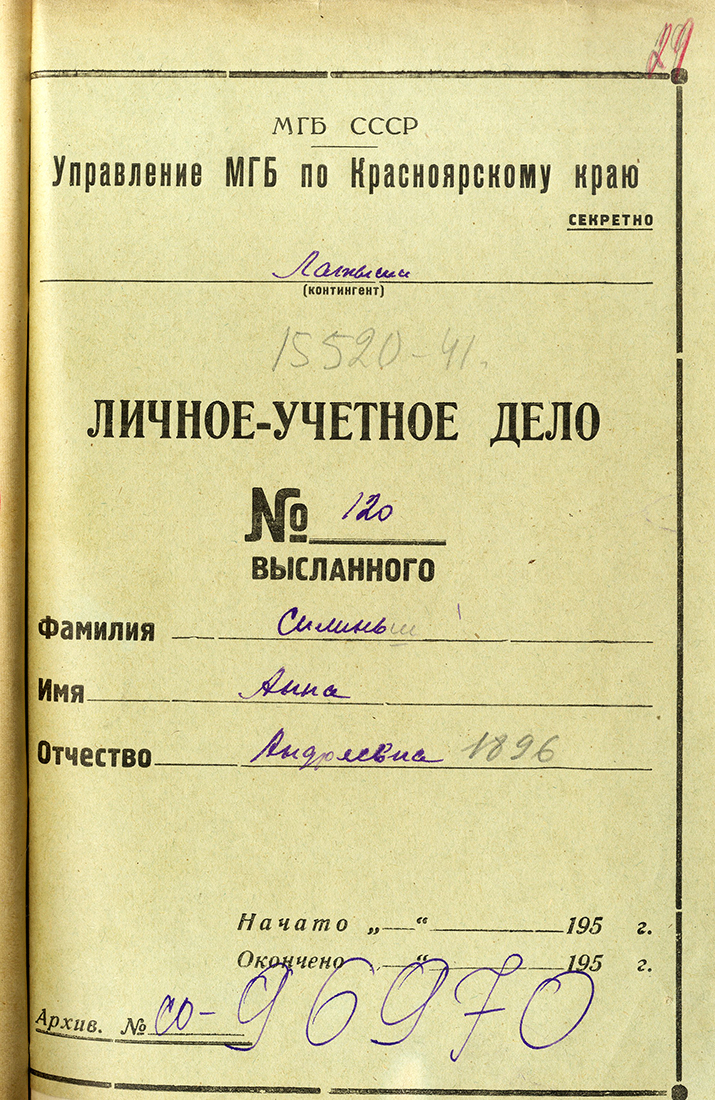 29
МГБ СССР
Управление МГБ по Красноярскому краю
СЕКРЕТНО
Латыши
(контингент)
15520-41.
ЛИЧНОЕ-УЧЕТНОЕ ДЕЛО
№ 120
ВЫСЛАННОГО
Фамилия Силиньш
Имя Анна
Отчество Андреевна 1896
Начато „ “ 195 г.
Окончено „ “ 195 г.
Архив. № со-96970